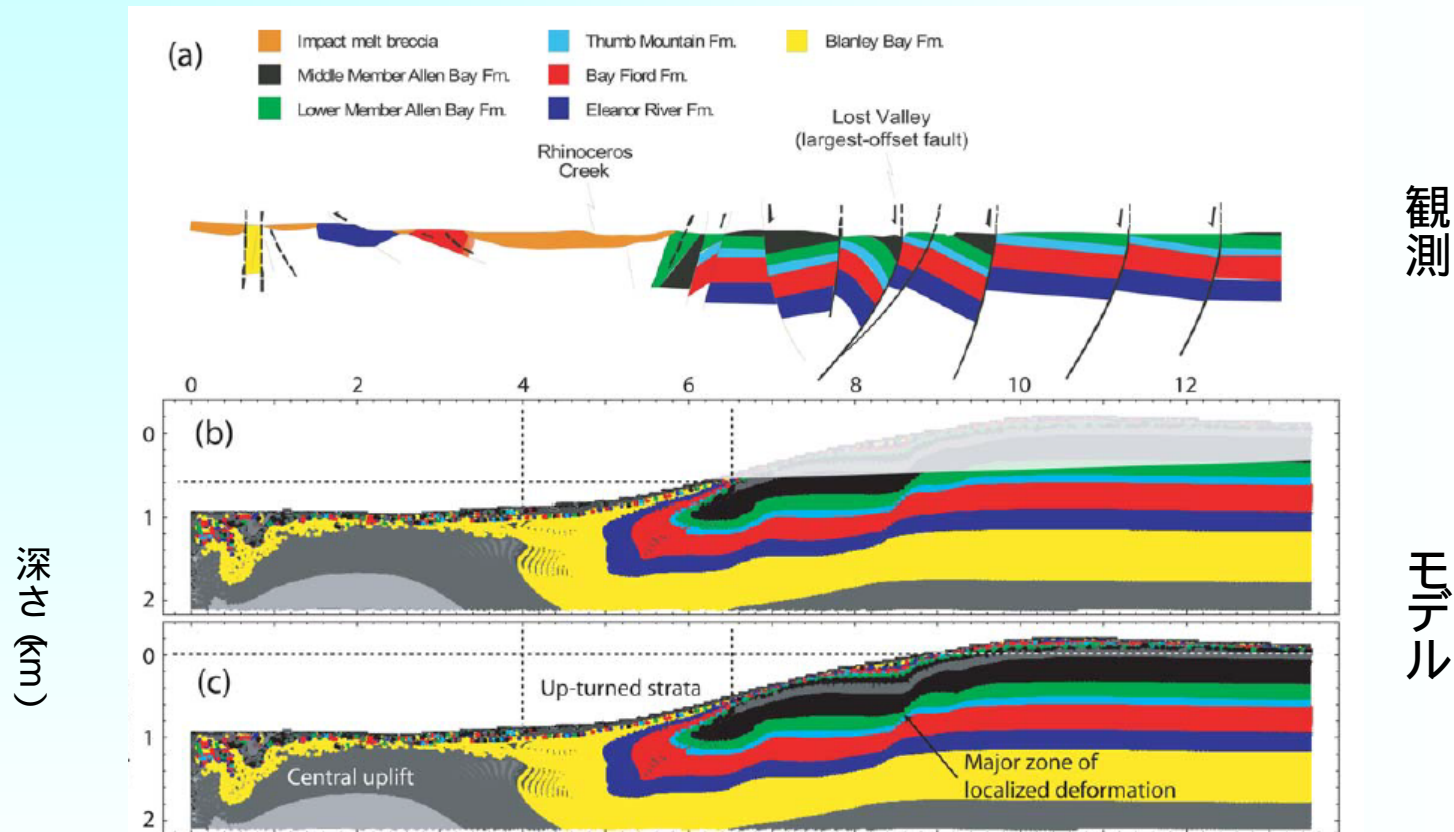 (a)
Impact melt breccia
Middle Member Allen Bay Fm.
Lower Member Allen Bay Fm.
Thumb Mountain Fm.
Bay Fiord Fm.
Eleanor River Fm.
Blanley Bay Fm.
Rhinoceros
Creek
Lost Valley
(largest-offset fault)
観測
0 2 4 6 8 10 12
(b)
0
1
2
モデル
深さ (km)
(c)
0
1
2
Up-turned strata
Central uplift
Major zone of
localized deformation